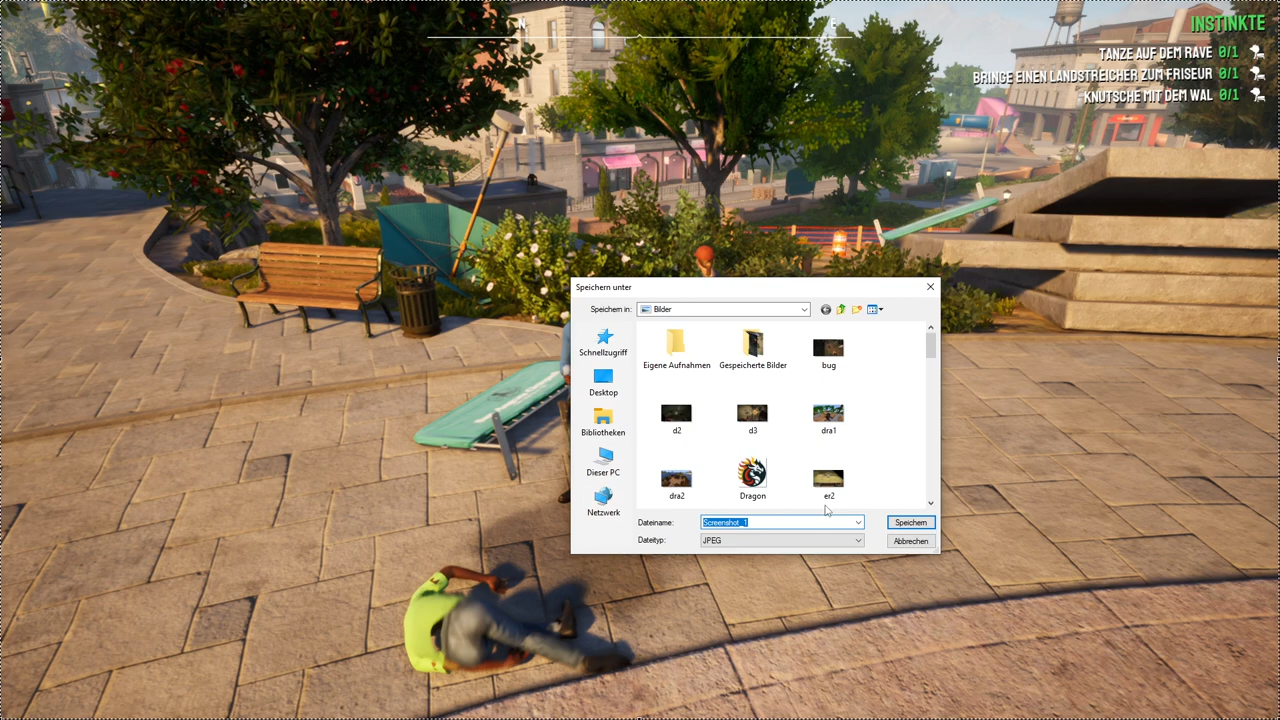 N
E
INSTINKTE
TANZE AUF DEM RAVE 0/1
BRINGE EINEN LANDSTREICHER ZUM FRISEUR 0/1
KNUTSCHE MIT DEM WAL 0/1
Speichern unter
Speichern in: Bilder
Schnellzugriff
Desktop
Bibliotheken
Dieser PC
Netzwerk
Eigene Aufnahmen
Gespeicherte Bilder
bug
d2
d3
dra1
dra2
Dragon
er2
Dateiname: Screenshot_1
Speichern
Dateityp: JPEG
Abbrechen